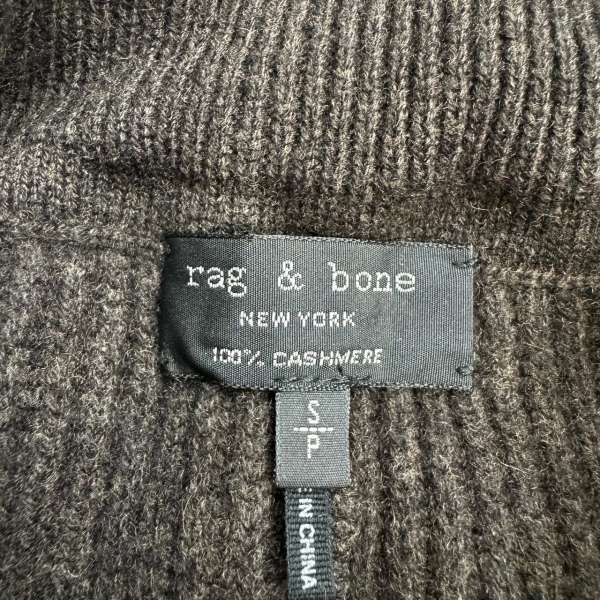 rag & bone
NEW YORK
100% CASHMERE
S
P
IN CHINA